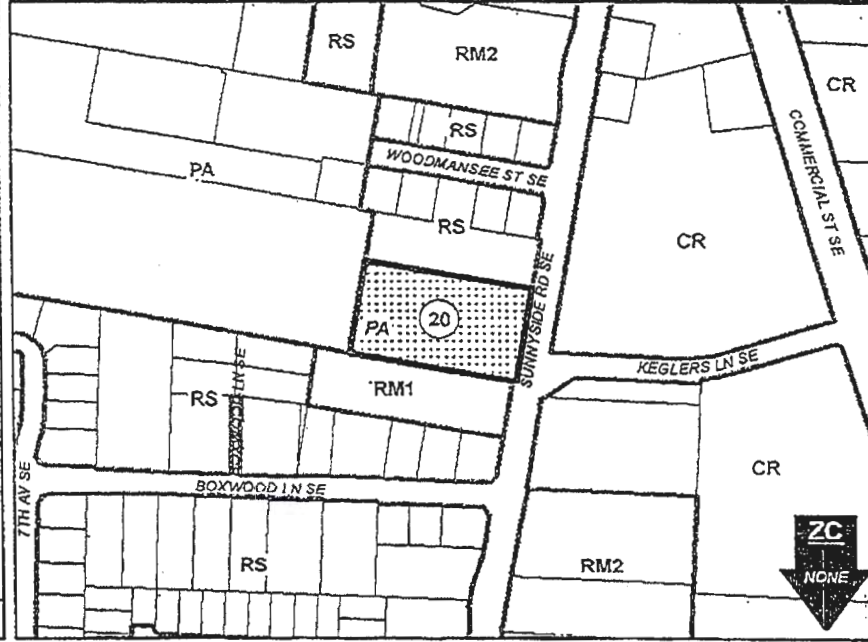 RS
RM2
CR
RS
WOODMANSEE ST SE
COMMERCIAL ST SE
PA
RS
CR
SUNNYSIDE RD SE
PA
20
KEGLERS LN SE
RM1
RS
CR
BOXWOOD LN SE
7TH AV SE
RS
RM2
ZC
NONE